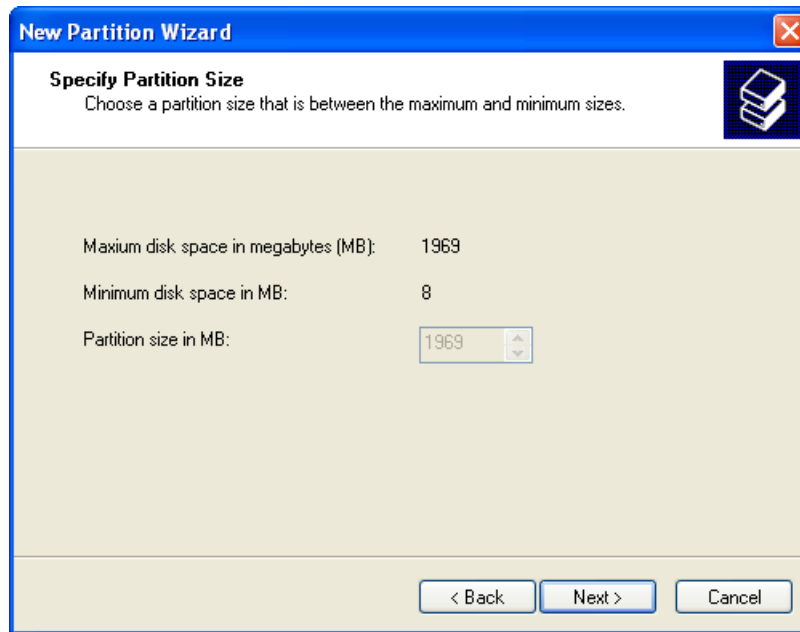 New Partition Wizard
Specify Partition Size
Choose a partition size that is between the maximum and minimum sizes.
Maxium disk space in megabytes (MB): 1969
Minimum disk space in MB: 8
Partition size in MB: 1969
< Back Next > Cancel